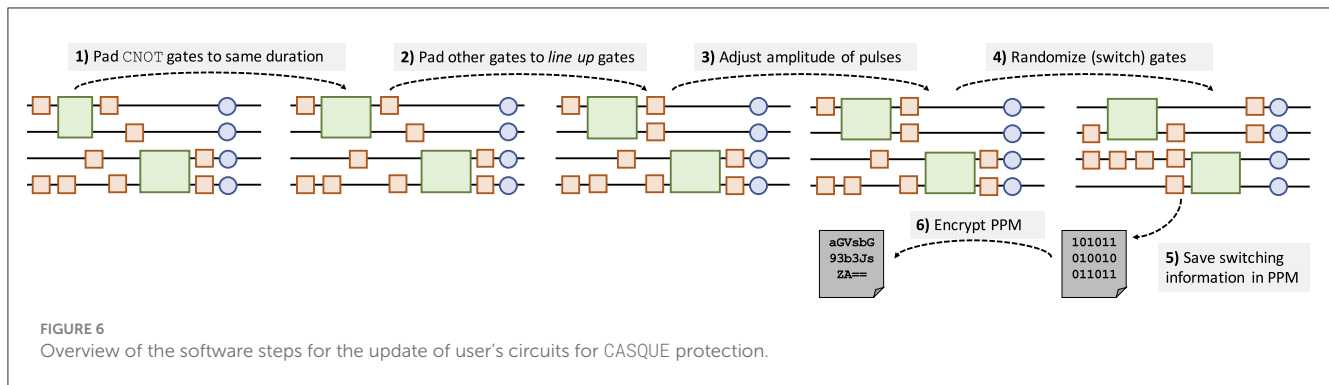 1) Pad CNOT gates to same duration
2) Pad other gates to line up gates
3) Adjust amplitude of pulses
4) Randomize (switch) gates
aGVsbG
93b3Js
ZA==
6) Encrypt PPM
101011
010010
011011
5) Save switching
information in PPM
FIGURE 6
Overview of the software steps for the update of user's circuits for CASQUE protection.